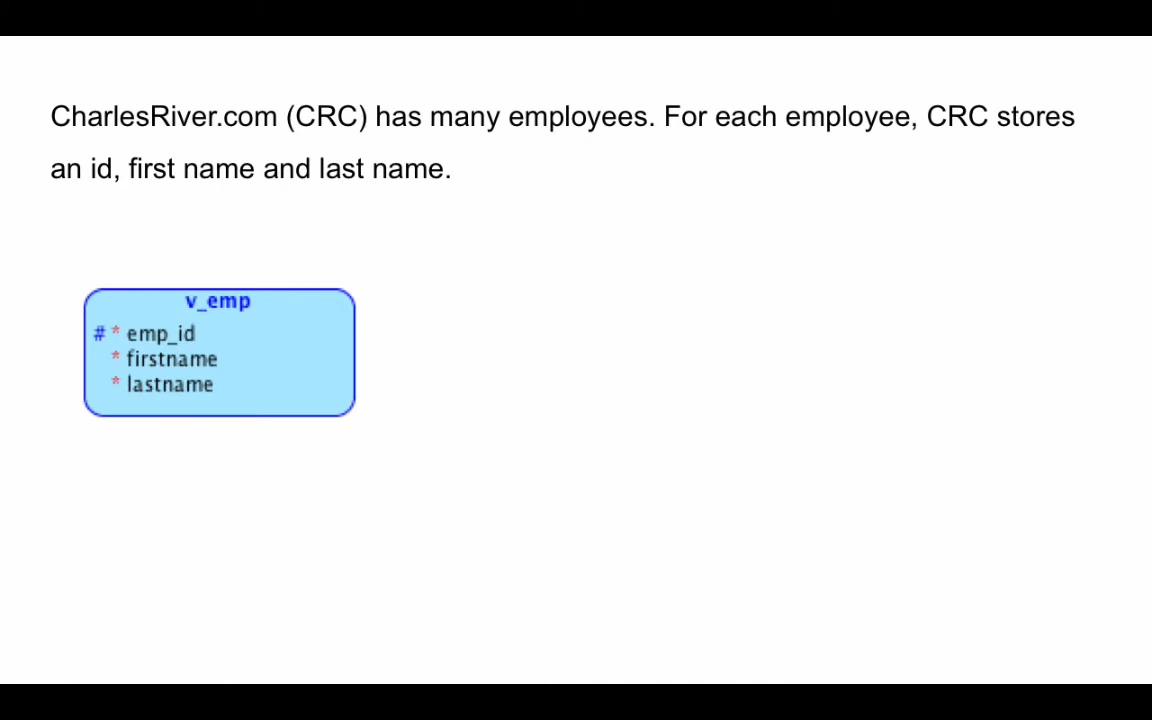 CharlesRiver.com (CRC) has many employees. For each employee, CRC stores
an id, first name and last name.
v_emp
# * emp_id
* firstname
* lastname